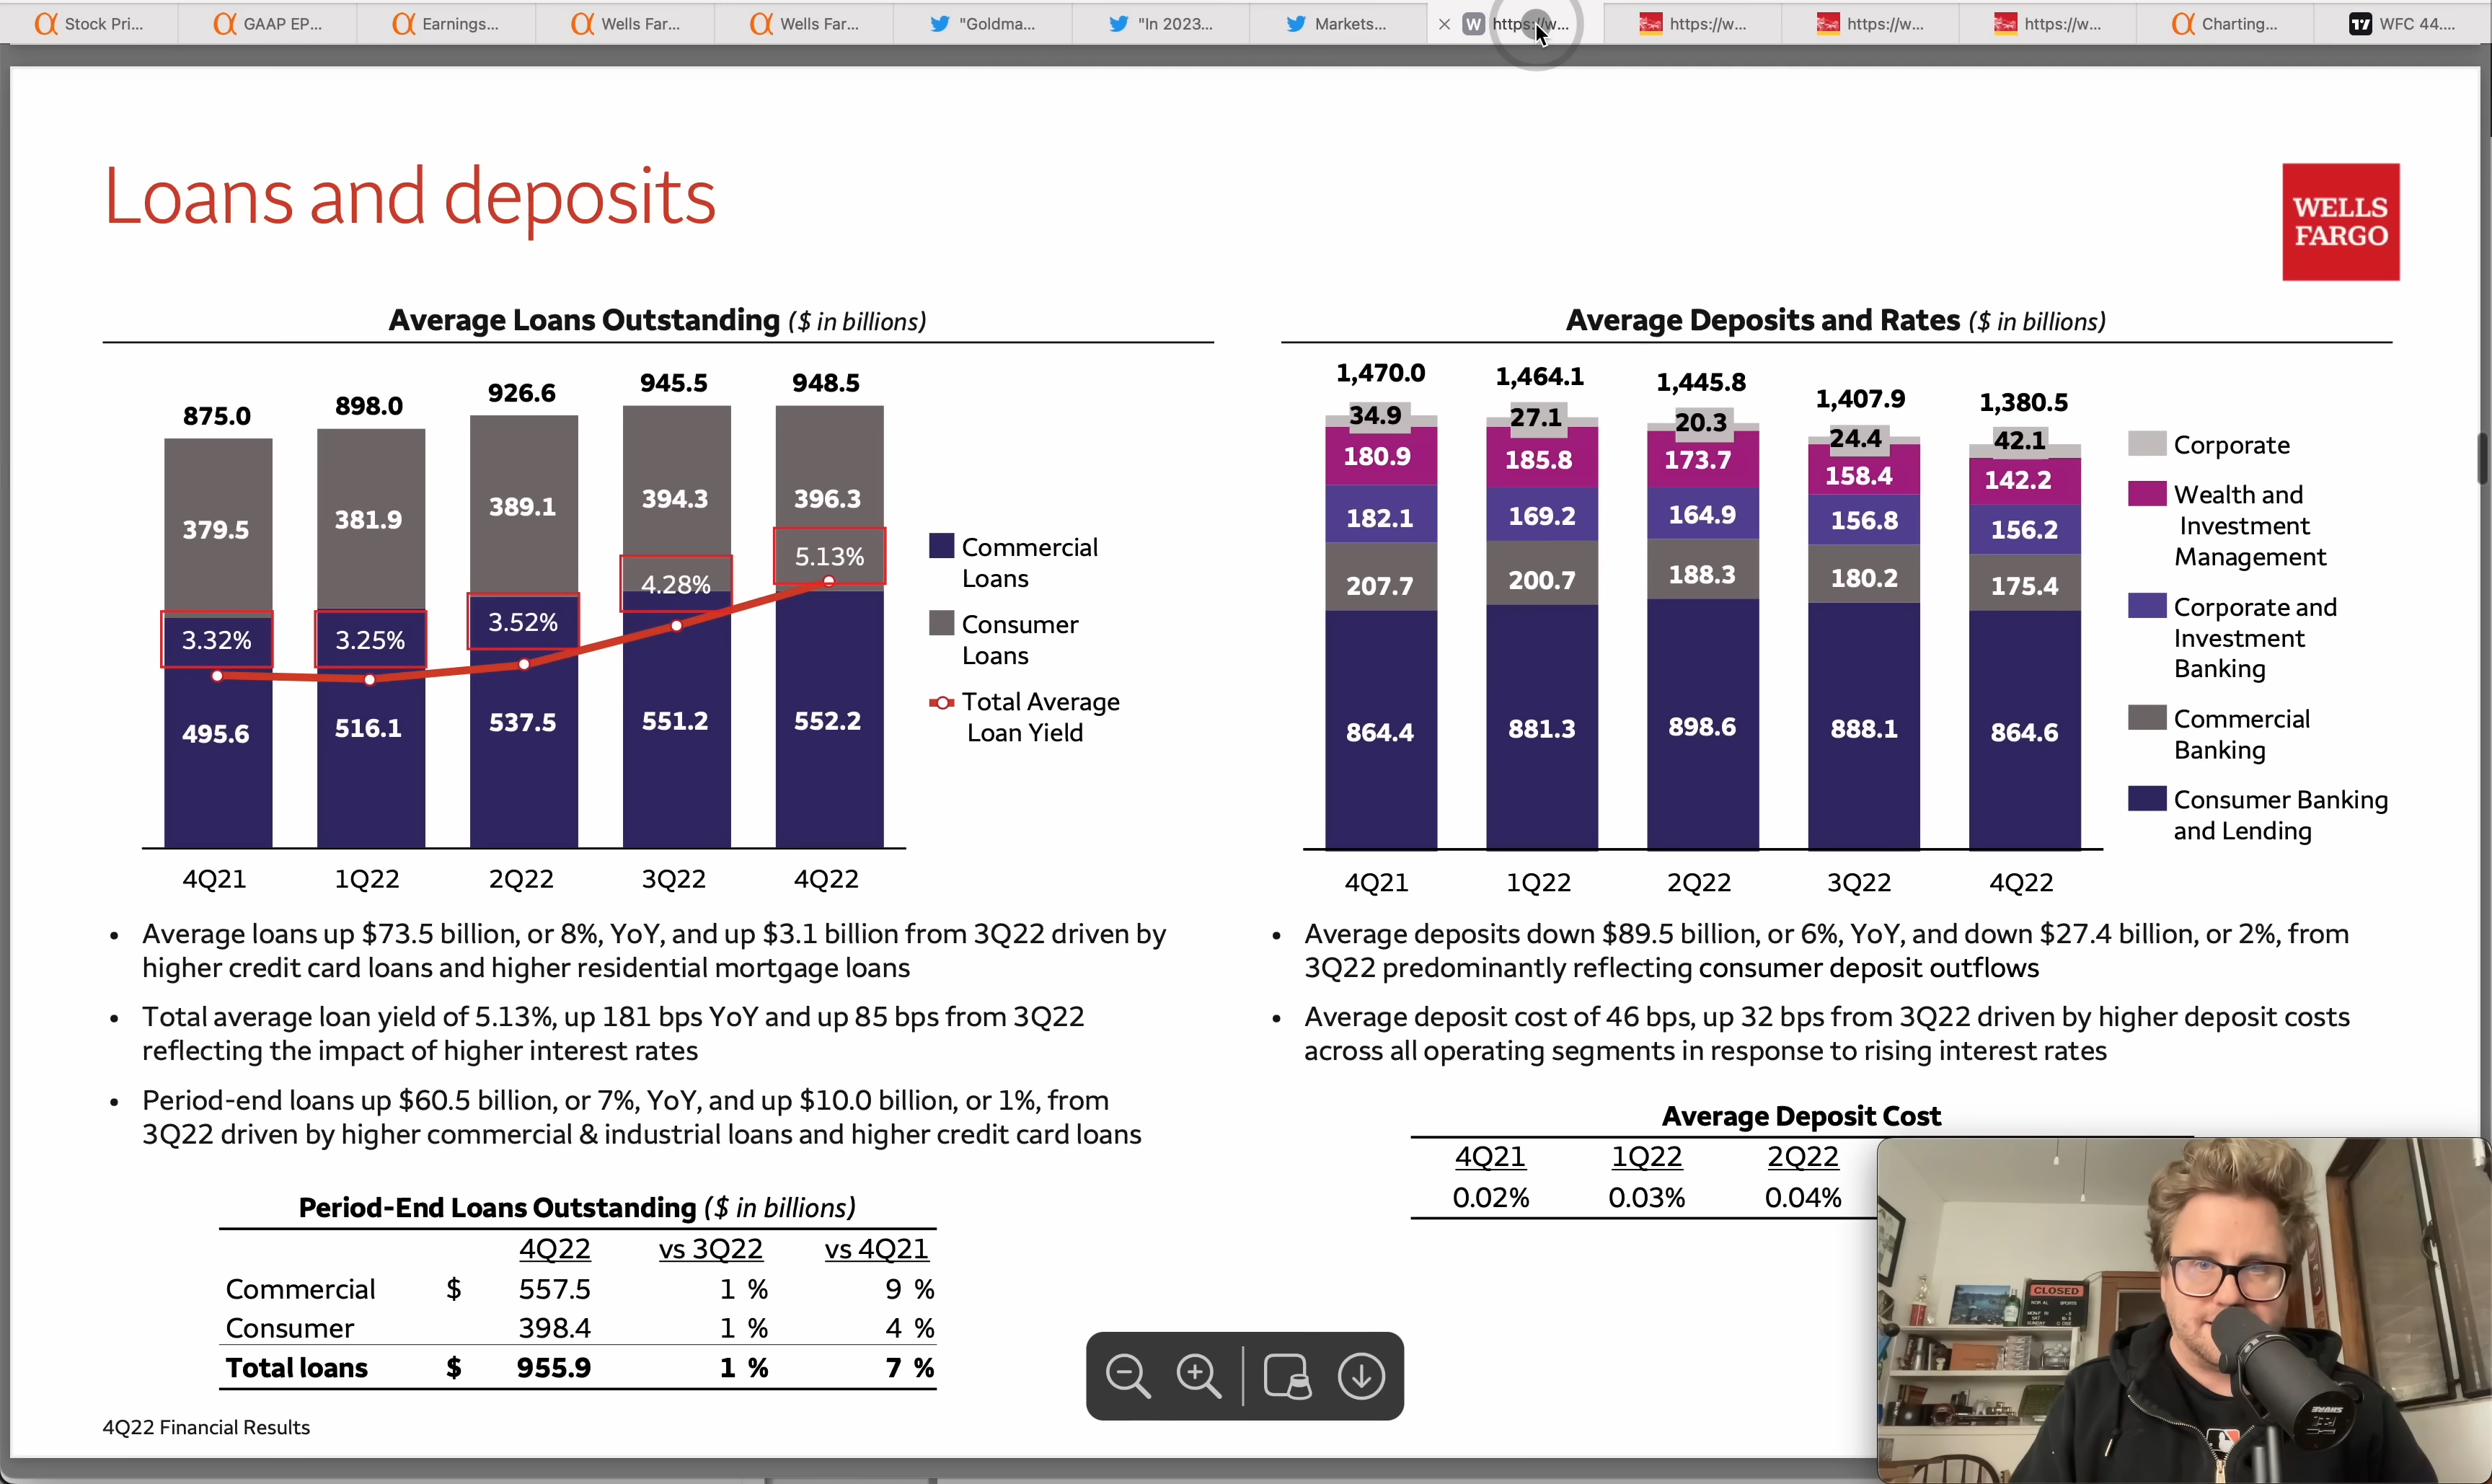 Stock Pri...
GAAP EP...
Earnings...
Wells Far...
Wells Far...
"Goldma...
"In 2023...
Markets...
W
https://w...
https://w...
https://w...
https://w...
Charting...
WFC 44....
Loans and deposits
WELLS
FARGO
Average Loans Outstanding ($ in billions)
875.0
898.0
926.6
945.5
948.5
379.5
381.9
389.1
394.3
396.3
3.32%
3.25%
3.52%
4.28%
5.13%
495.6
516.1
537.5
551.2
552.2
4Q21
1Q22
2Q22
3Q22
4Q22
Commercial
Loans
Consumer
Loans
Total Average
Loan Yield
• Average loans up $73.5 billion, or 8%, YoY, and up $3.1 billion from 3Q22 driven by
higher credit card loans and higher residential mortgage loans
• Total average loan yield of 5.13%, up 181 bps YoY and up 85 bps from 3Q22
reflecting the impact of higher interest rates
• Period-end loans up $60.5 billion, or 7%, YoY, and up $10.0 billion, or 1%, from
3Q22 driven by higher commercial & industrial loans and higher credit card loans
Period-End Loans Outstanding ($ in billions)
4Q22 vs 3Q22 vs 4Q21
Commercial $ 557.5 1 % 9 %
Consumer 398.4 1 % 4 %
Total loans $ 955.9 1 % 7 %
4Q22 Financial Results
Average Deposits and Rates ($ in billions)
1,470.0
1,464.1
1,445.8
1,407.9
1,380.5
34.9
27.1
20.3
24.4
42.1
180.9
185.8
173.7
158.4
142.2
182.1
169.2
164.9
156.8
156.2
207.7
200.7
188.3
180.2
175.4
864.4
881.3
898.6
888.1
864.6
4Q21
1Q22
2Q22
3Q22
4Q22
Corporate
Wealth and
Investment
Management
Corporate and
Investment
Banking
Commercial
Banking
Consumer Banking
and Lending
• Average deposits down $89.5 billion, or 6%, YoY, and down $27.4 billion, or 2%, from
3Q22 predominantly reflecting consumer deposit outflows
• Average deposit cost of 46 bps, up 32 bps from 3Q22 driven by higher deposit costs
across all operating segments in response to rising interest rates
Average Deposit Cost
4Q21 1Q22 2Q22
0.02% 0.03% 0.04%
CLOSED
SHURE